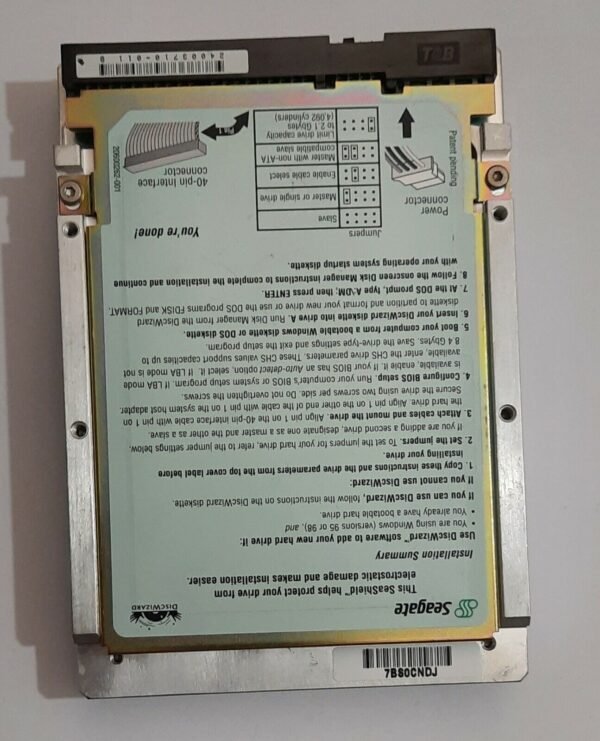 7BS0CNDJ
Seagate
DISCWIZARD
This SeaShield™ helps protect your drive from
electrostatic damage and makes installation easier.
Installation Summary
Use DiscWizard™ software to add your new hard drive if:
• You are using Windows (versions 95 or 98), and
• You already have a bootable hard drive.
If you can use DiscWizard, follow the instructions on the DiscWizard diskette.
If you cannot use DiscWizard:
1. Copy these instructions and the drive parameters from the top cover label before
installing your drive.
2. Set the jumpers. To set the jumpers for your hard drive, refer to the jumper settings below,
If you are adding a second drive, designate one as a master and the other as a slave.
3. Attach cables and mount the drive. Align pin 1 on the 40-pin interface cable with pin 1 on
the hard drive. Align pin 1 on the other end of the cable with pin 1 on the system host adapter.
Secure the drive using two screws per side. Do not overtighten the screws.
4. Configure BIOS setup. Run your computer's BIOS or system setup program. If LBA mode
is available, enable it. If your BIOS has an Auto-detect option, select it. If LBA mode is not
available, enter the CHS drive parameters. These CHS values support capacities up to
8.4 Gbytes. Save the drive-type settings and exit the setup program.
5. Boot your computer from a bootable Windows diskette or DOS diskette.
6. Insert your DiscWizard diskette into drive A. Run Disk Manager from the DiscWizard
diskette to partition and format your new drive or use the DOS programs FDISK and FORMAT.
7. At the DOS prompt, type A:\DM; then press ENTER.
8. Follow the onscreen Disk Manager instructions to complete the installation and continue
with your operating system startup diskette.
You're done!
Power
connector
Patent pending
Jumpers
Slave
Master or single drive
Enable cable select
Master with non-ATA
compatible slave
Limit drive capacity
to 2.1 Gbytes
(4,092 cylinders)
40-pin interface
connector
Pin 1
24003710-011